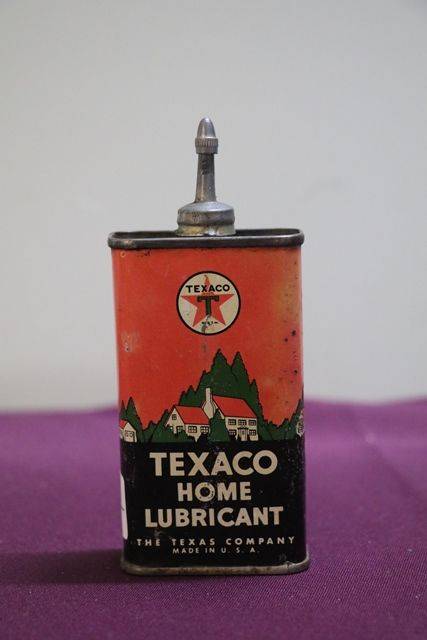 TEXACO
T
TEXACO
HOME
LUBRICANT
THE TEXAS COMPANY
MADE IN U. S. A.